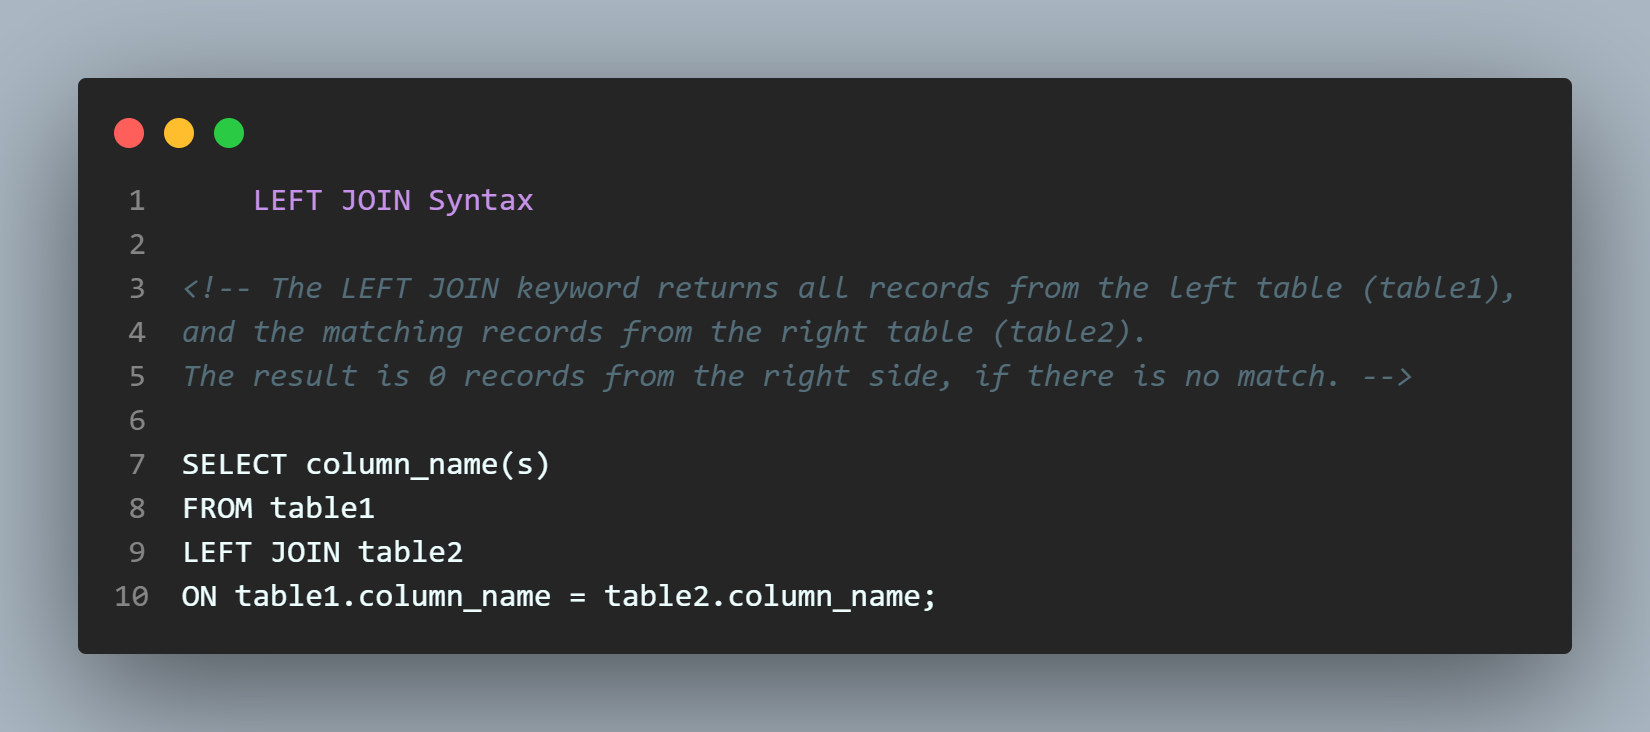 1 LEFT JOIN Syntax
2
3 <!-- The LEFT JOIN keyword returns all records from the left table (table1),
4 and the matching records from the right table (table2).
5 The result is 0 records from the right side, if there is no match. -->
6
7 SELECT column_name(s)
8 FROM table1
9 LEFT JOIN table2
10 ON table1.column_name = table2.column_name;